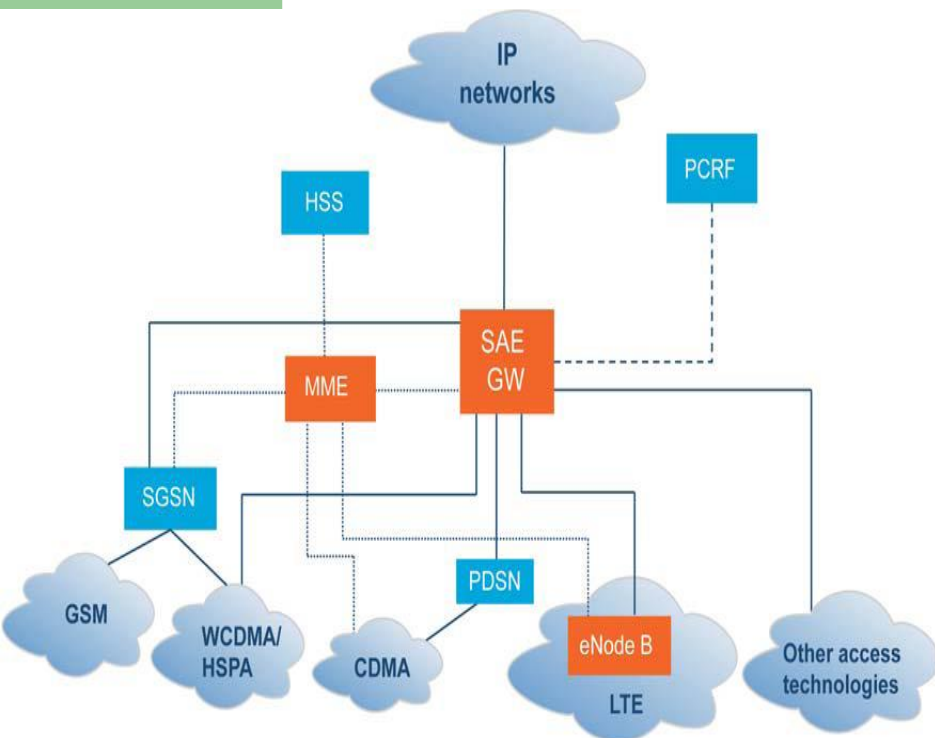 IP
networks
PCRF
HSS
SAE
GW
MME
SGSN
PDSN
GSM
WCDMA/
HSPA
CDMA
eNode B
LTE
Other access
technologies